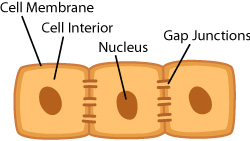 Cell Membrane
Cell Interior
Nucleus
Gap Junctions